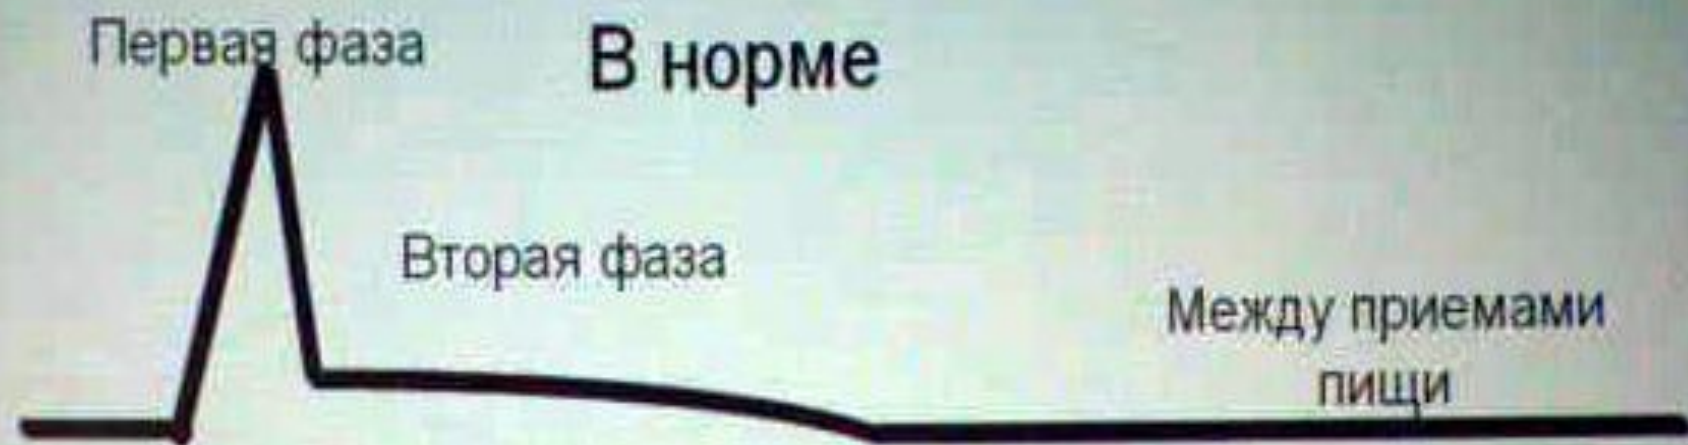 Первая фаза
В норме
Вторая фаза
Между приемами
пищи